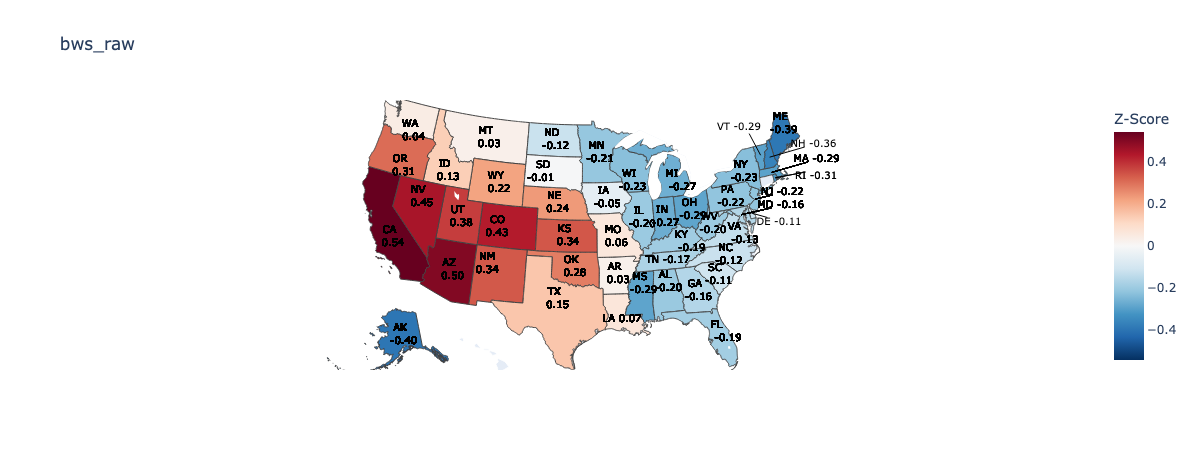 bws_raw
WA
0.04
MT
0.03
ND
-0.12
MN
-0.21
VT -0.29
ME
-0.39
NH -0.36
MA -0.29
RI -0.31
OR
0.31
ID
0.13
SD
-0.01
WI
-0.23
MI
-0.27
NY
-0.23
WY
0.22
NE
0.24
IA
-0.05
PA
-0.22
NJ -0.22
MD -0.16
DE -0.11
NV
0.45
UT
0.38
CO
0.43
KS
0.34
MO
0.06
IL
IN
-0.27
OH
-0.29
WV
-0.20
VA
-0.13
KY
-0.19
CA
0.54
AZ
0.50
NM
0.34
OK
0.28
AR
0.03
TN -0.17
NC
-0.12
SC
-0.11
MS
-0.29
AL
-0.20
GA
-0.16
TX
0.15
LA 0.07
FL
-0.19
AK
-0.40
Z-Score
0.4
0.2
0
−0.2
−0.4